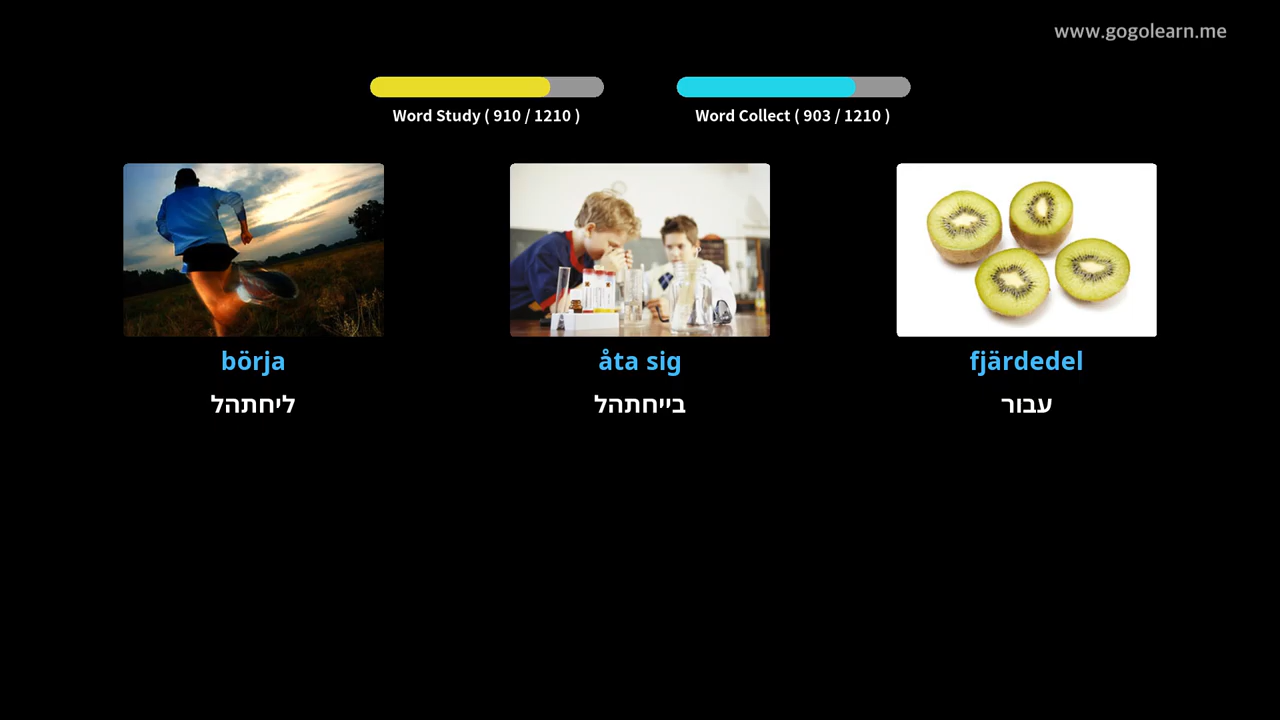 www.gogolearn.me
Word Study ( 910 / 1210 )
Word Collect ( 903 / 1210 )
börja
åta sig
fjärdedel
ליחתהל
בייחתהל
עבור